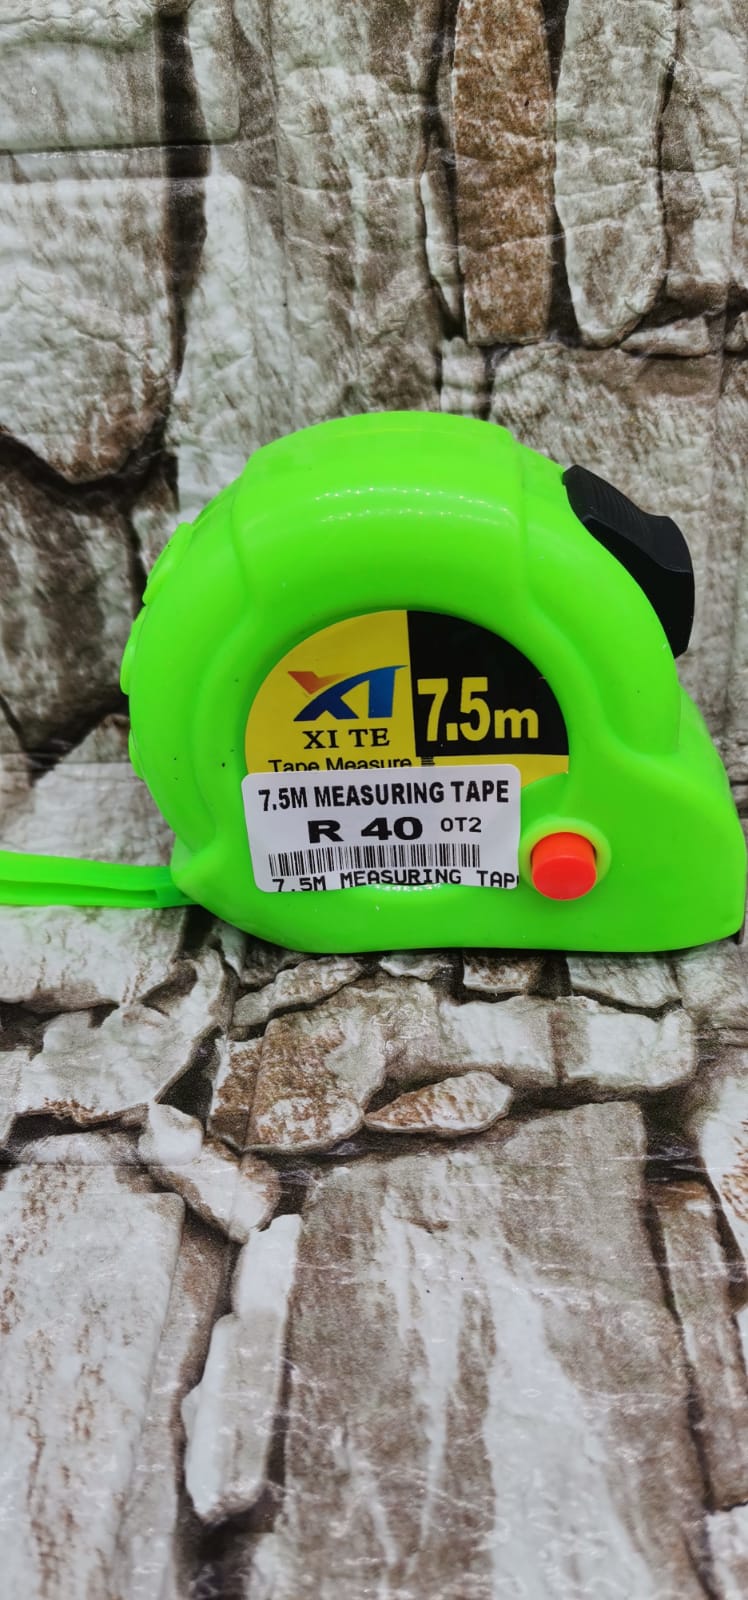 XT
7.5m
XI TE
Tape Measure
7.5M MEASURING TAPE
R 40 OT2
7.5M MEASURING TAP